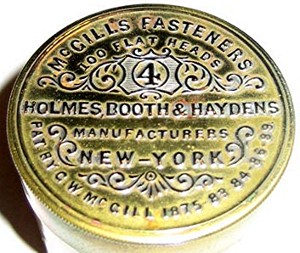 McGILL'S FASTENERS
100 FLAT HEADS
4
HOLMES, BOOTH & HAYDENS
MANUFACTURERS
NEW-YORK
PAT. BY G.W. McGILL 1875-83-84-86-89